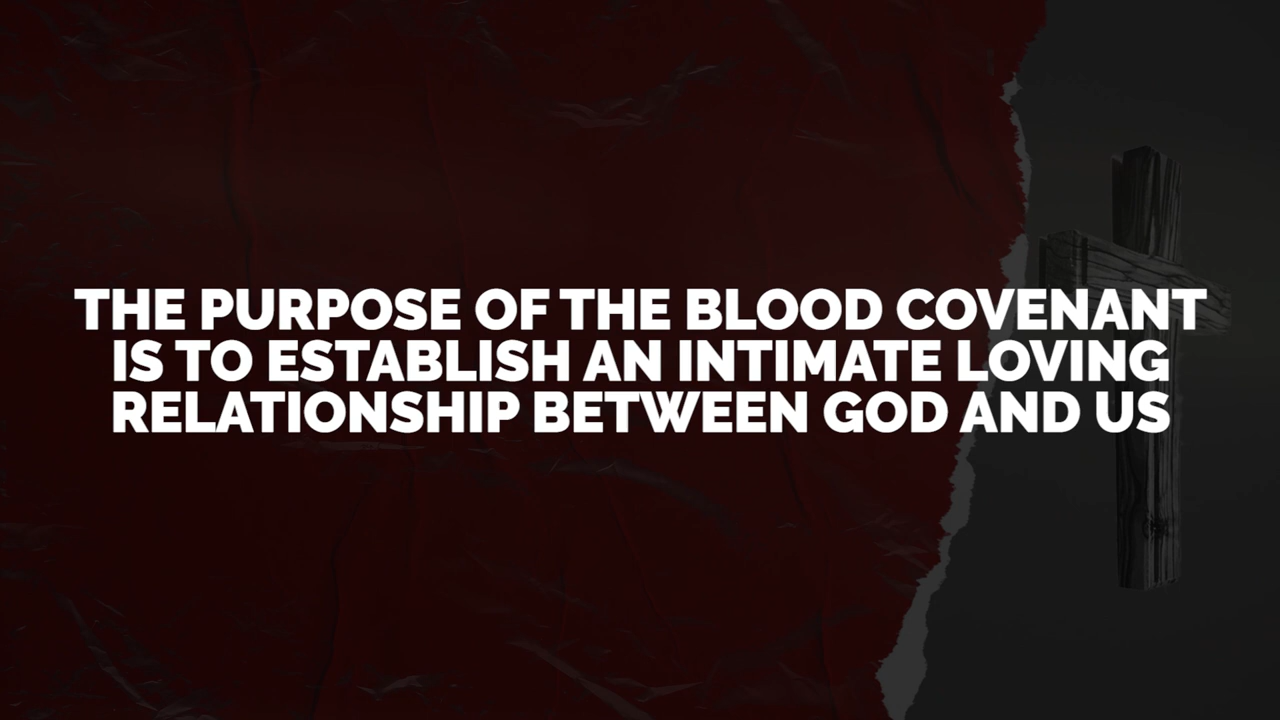 THE PURPOSE OF THE BLOOD COVENANT
IS TO ESTABLISH AN INTIMATE LOVING
RELATIONSHIP BETWEEN GOD AND US